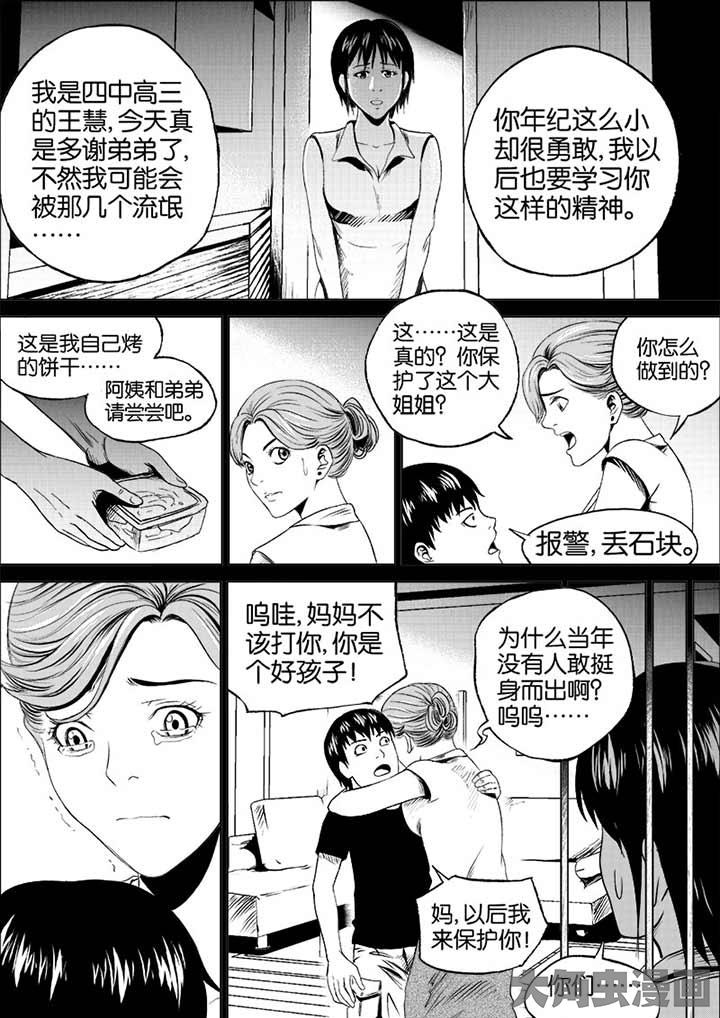 我是四中高三
的王慧,今天真
是多谢弟弟了,
不然我可能会
被那几个流氓
……
你年纪这么小
却很勇敢,我以
后也要学习你
这样的精神。
这是我自己烤
的饼干……
阿姨和弟弟
请尝尝吧。
这……这是
真的?你保
护了这个大
姐姐?
你怎么
做到的?
报警,丢石块。
呜哇,妈妈不
该打你,你是
个好孩子!
为什么当年
没有人敢挺
身而出啊?
呜呜……
妈,以后我
来保护你!
你们……